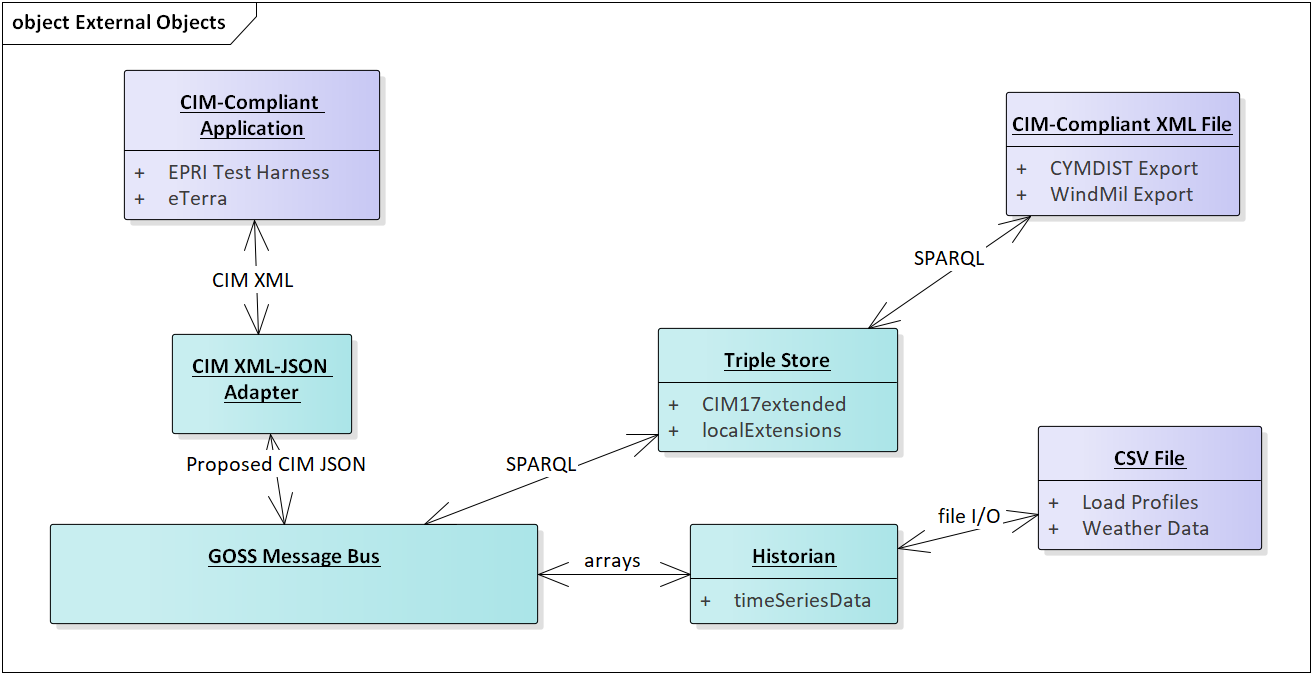 object External Objects
CIM-Compliant
Application
+ EPRI Test Harness
+ eTerra
CIM-Compliant XML File
+ CYMDIST Export
+ WindMil Export
CIM XML
SPARQL
CIM XML-JSON
Adapter
Triple Store
+ CIM17extended
+ localExtensions
Proposed CIM JSON
SPARQL
CSV File
+ Load Profiles
+ Weather Data
file I/O
GOSS Message Bus
arrays
Historian
+ timeSeriesData